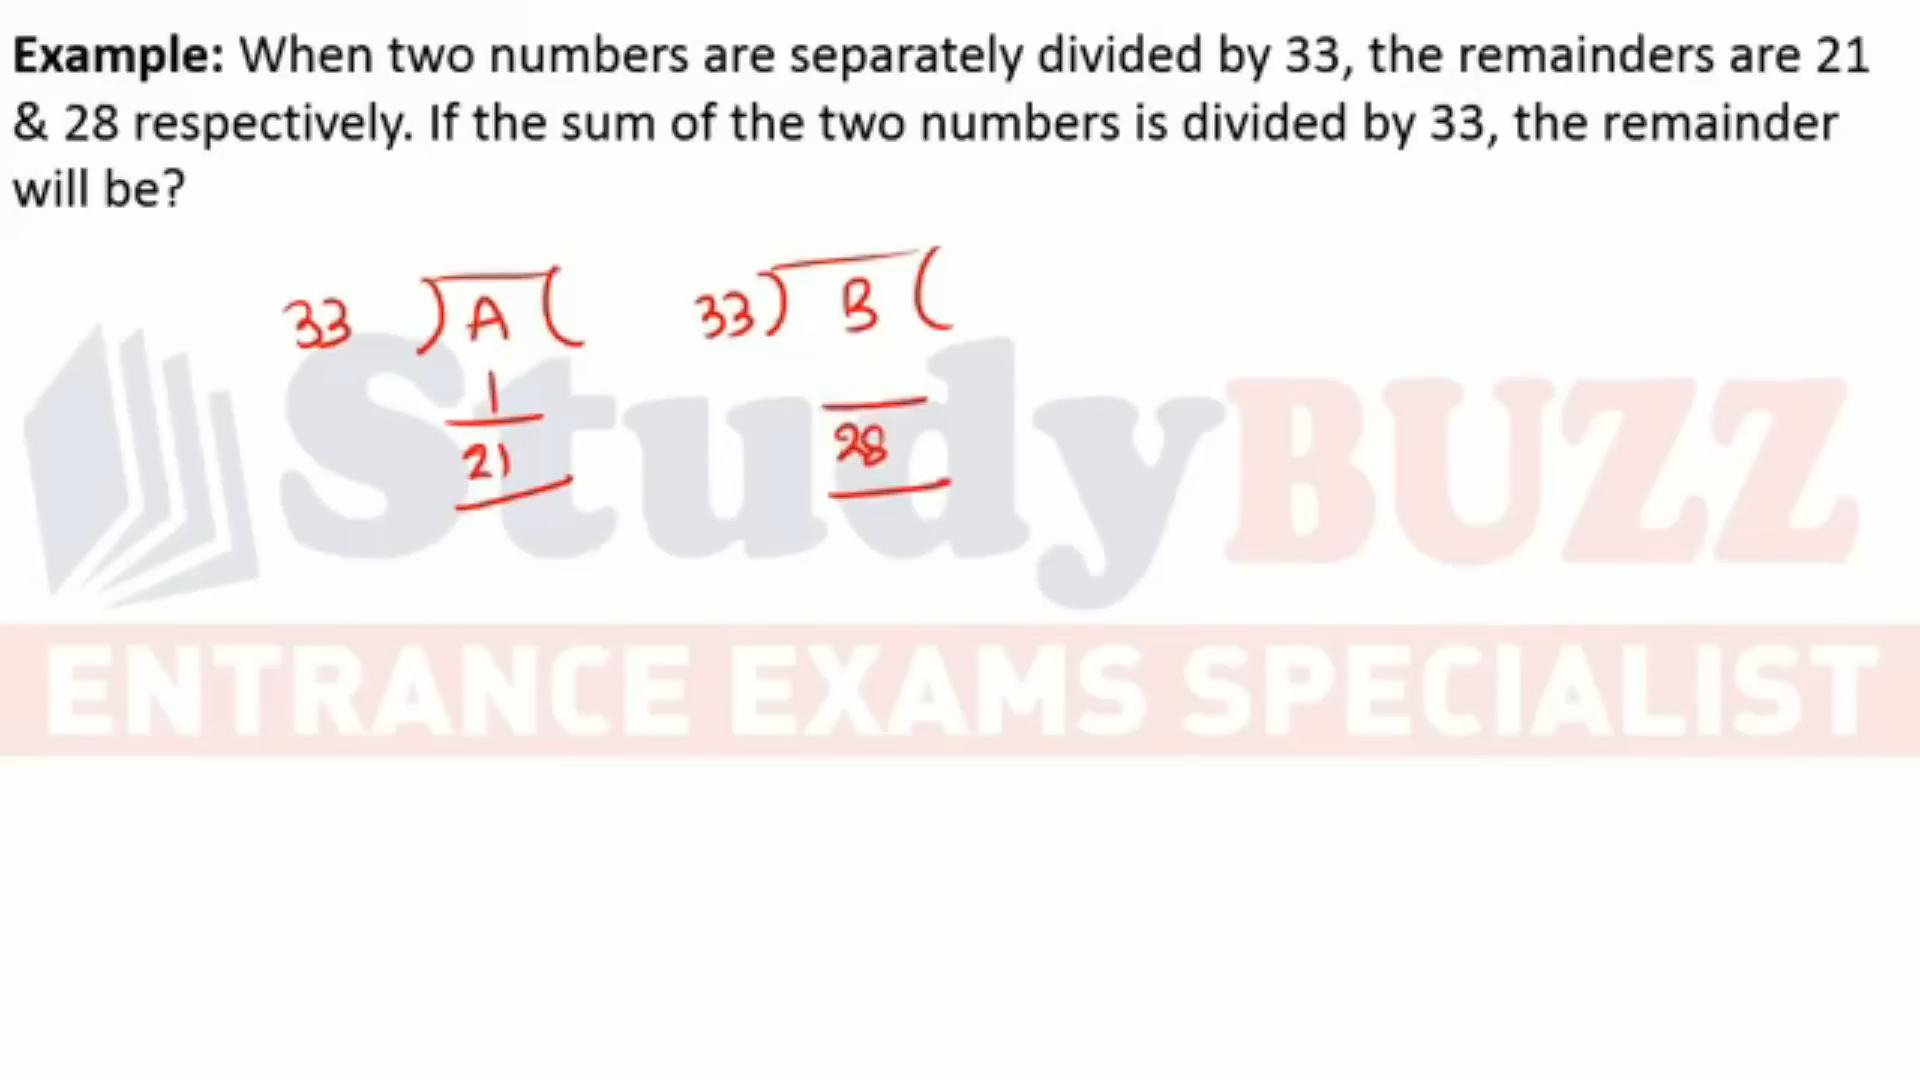 Example: When two numbers are separately divided by 33, the remainders are 21
& 28 respectively. If the sum of the two numbers is divided by 33, the remainder
will be?
33 ) A ( 33 ) B (
1
21 28
StudyBUZZ
ENTRANCE EXAMS SPECIALIST